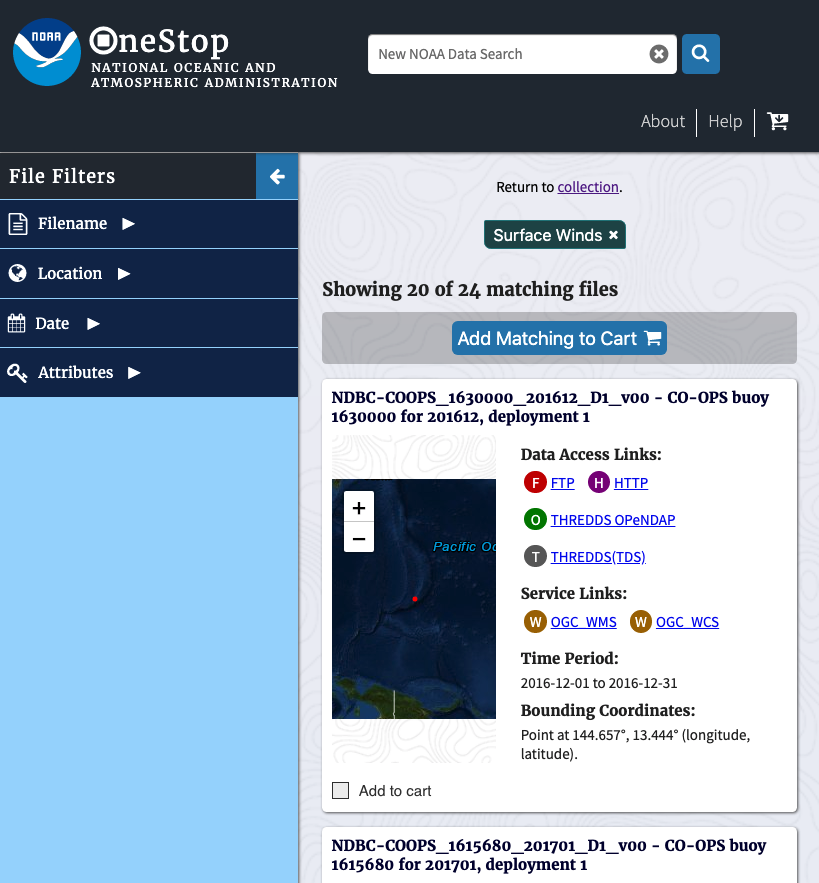 NOAA
OneStop
NATIONAL OCEANIC AND
ATMOSPHERIC ADMINISTRATION
New NOAA Data Search
About
Help
File Filters
Filename
Location
Date
Attributes
Return to collection.
Surface Winds
Showing 20 of 24 matching files
Add Matching to Cart
NDBC-COOPS_1630000_201612_D1_v00 - CO-OPS buoy
1630000 for 201612, deployment 1
+
−
Pacific Oc
Data Access Links:
F FTP H HTTP
O THREDDS OPeNDAP
T THREDDS(TDS)
Service Links:
W OGC_WMS W OGC_WCS
Time Period:
2016-12-01 to 2016-12-31
Bounding Coordinates:
Point at 144.657°, 13.444° (longitude,
latitude).
Add to cart
NDBC-COOPS_1615680_201701_D1_v00 - CO-OPS buoy
1615680 for 201701, deployment 1